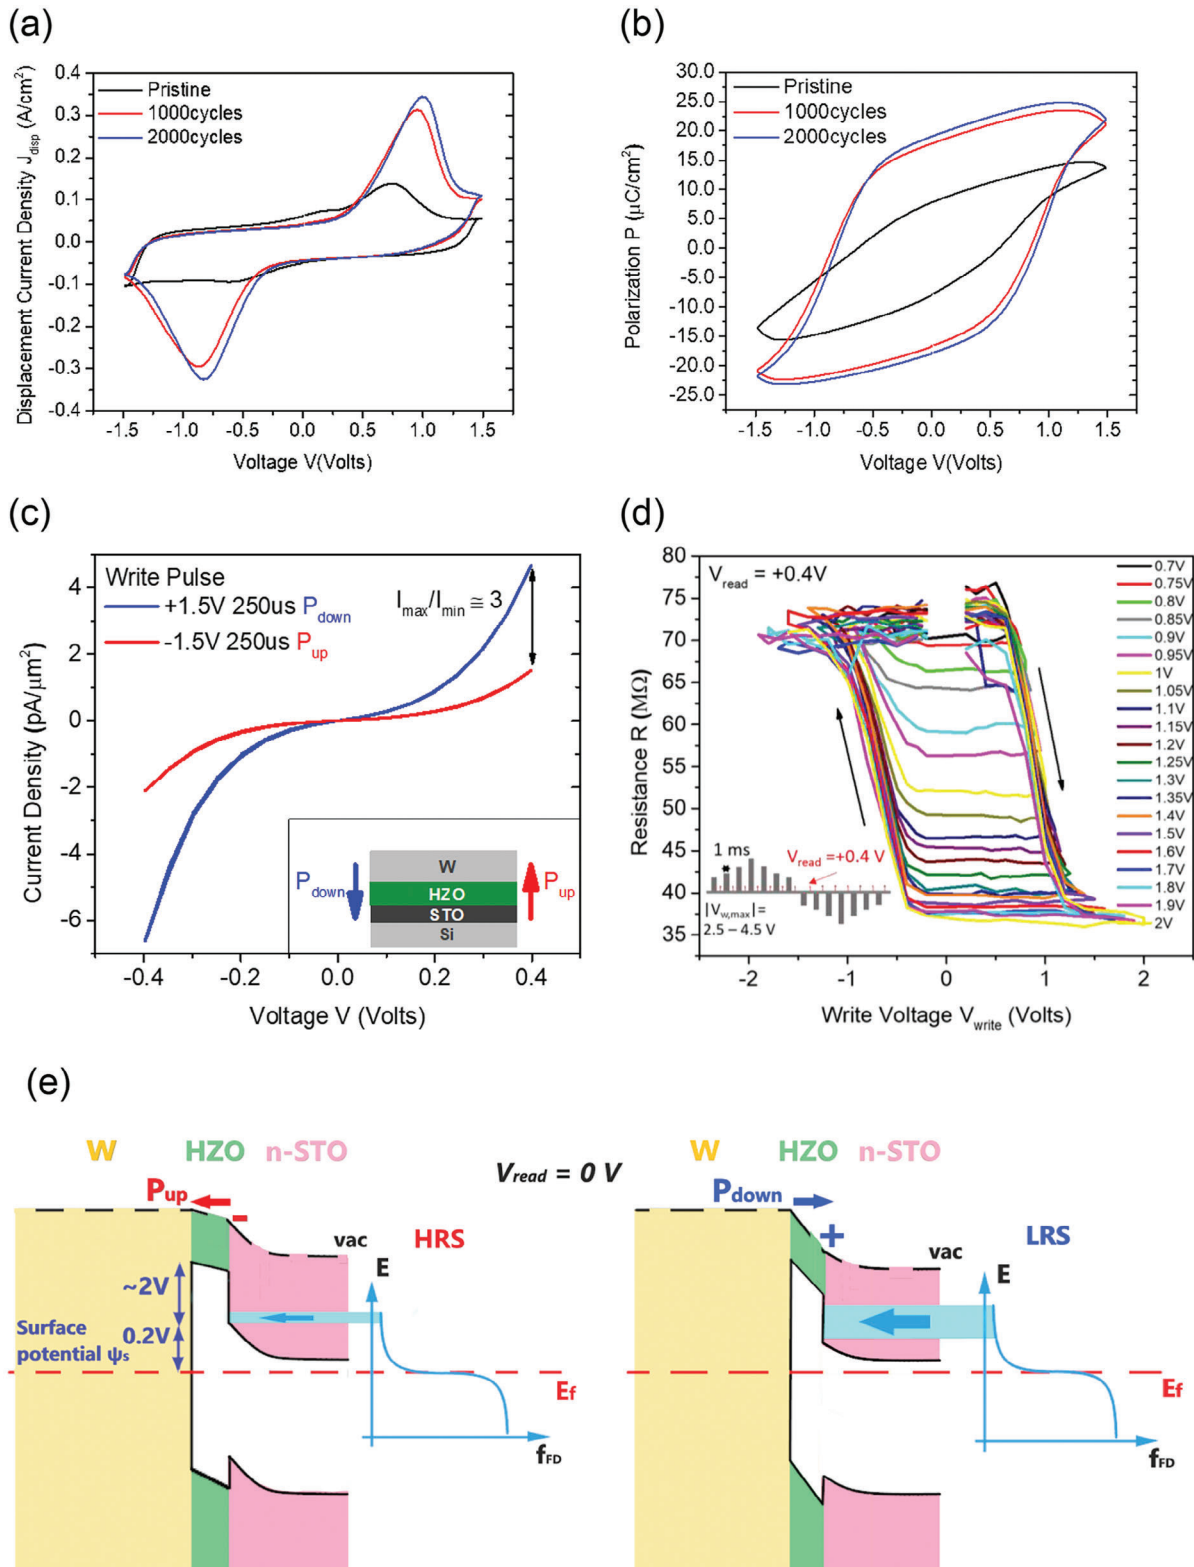 (a)
0.4
0.3
0.2
0.1
0.0
-0.1
-0.2
-0.3
-0.4
Displacement Current Density J_disp (A/cm²)
Pristine
1000cycles
2000cycles
-1.5 -1.0 -0.5 0.0 0.5 1.0 1.5
Voltage V(Volts)
(b)
30.0
25.0
20.0
15.0
10.0
5.0
0.0
-5.0
-10.0
-15.0
-20.0
-25.0
Polarization P (μC/cm²)
Pristine
1000cycles
2000cycles
-1.5 -1.0 -0.5 0.0 0.5 1.0 1.5
Voltage V(Volts)
(c)
4
2
0
-2
-4
-6
Current Density (pA/μm²)
Write Pulse
+1.5V 250us P_down
-1.5V 250us P_up
I_max/I_min ≅ 3
P_down
W
HZO
STO
Si
P_up
-0.4 -0.2 0.0 0.2 0.4
Voltage V (Volts)
(d)
80
75
70
65
60
55
50
45
40
35
Resistance R (MΩ)
V_read = +0.4V
0.7V
0.75V
0.8V
0.85V
0.9V
0.95V
1V
1.05V
1.1V
1.15V
1.2V
1.25V
1.3V
1.35V
1.4V
1.5V
1.6V
1.7V
1.8V
1.9V
2V
1 ms
V_read =+0.4 V
|V_w,max|=
2.5 – 4.5 V
-2 -1 0 1 2
Write Voltage V_write (Volts)
(e)
W HZO n-STO
P_up
-
HRS
vac
E
~2V
0.2V
Surface
potential ψ_s
E_f
f_FD
V_read = 0 V
W HZO n-STO
P_down
+
LRS
vac
E
E_f
f_FD